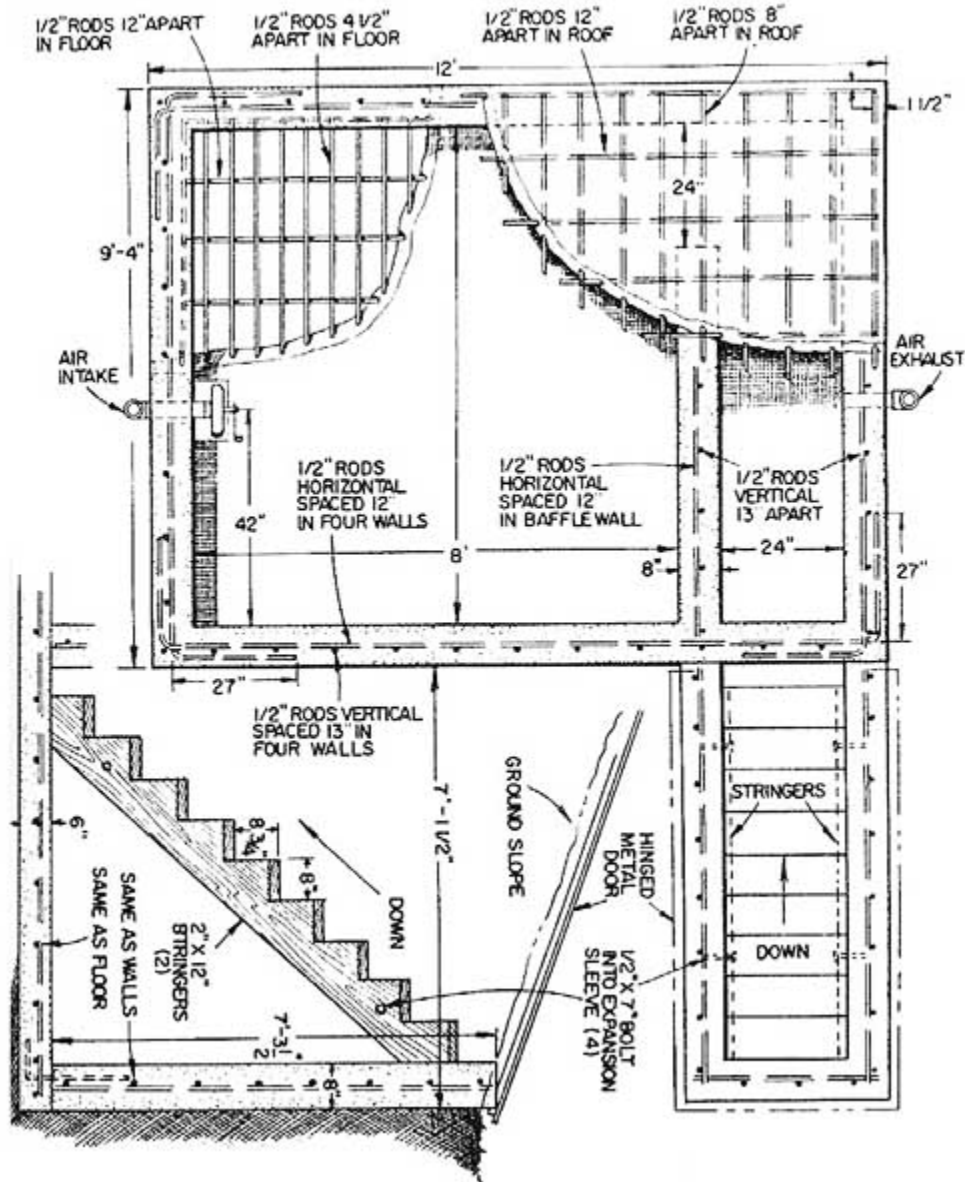 1/2" RODS 12" APART
IN FLOOR
1/2" RODS 4 1/2"
APART IN FLOOR
1/2" RODS 12"
APART IN ROOF
1/2" RODS 8"
APART IN ROOF
12'
1 1/2"
24"
9'-4"
AIR
INTAKE
AIR
EXHAUST
1/2" RODS
HORIZONTAL
SPACED 12"
IN FOUR WALLS
1/2" RODS
HORIZONTAL
SPACED 12"
IN BAFFLE WALL
1/2" RODS
VERTICAL
13" APART
42"
8'
8"
24"
27"
27"
1/2" RODS VERTICAL
SPACED 13" IN
FOUR WALLS
7'-1/2"
GROUND SLOPE
HINGED
METAL
DOOR
STRINGERS
8 3/4"
8"
6"
DOWN
DOWN
SAME AS WALLS
SAME AS FLOOR
2" X 12"
STRINGERS
(2)
1/2" X 7" BOLT
INTO EXPANSION
SLEEVE (4)
7'-3 1/2"
8"